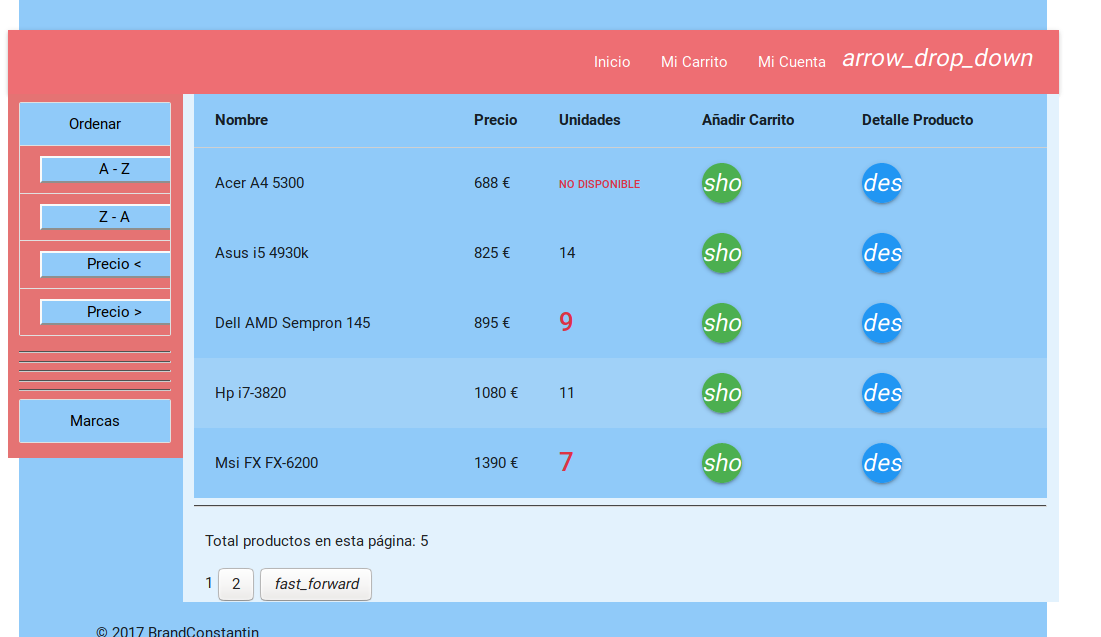 Inicio Mi Carrito Mi Cuenta arrow_drop_down
Ordenar
A - Z
Z - A
Precio <
Precio >
Marcas
Nombre Precio Unidades Añadir Carrito Detalle Producto
Acer A4 5300 688 € NO DISPONIBLE sho des
Asus i5 4930k 825 € 14 sho des
Dell AMD Sempron 145 895 € 9 sho des
Hp i7-3820 1080 € 11 sho des
Msi FX FX-6200 1390 € 7 sho des
Total productos en esta página: 5
1 2 fast_forward
© 2017 BrandConstantin